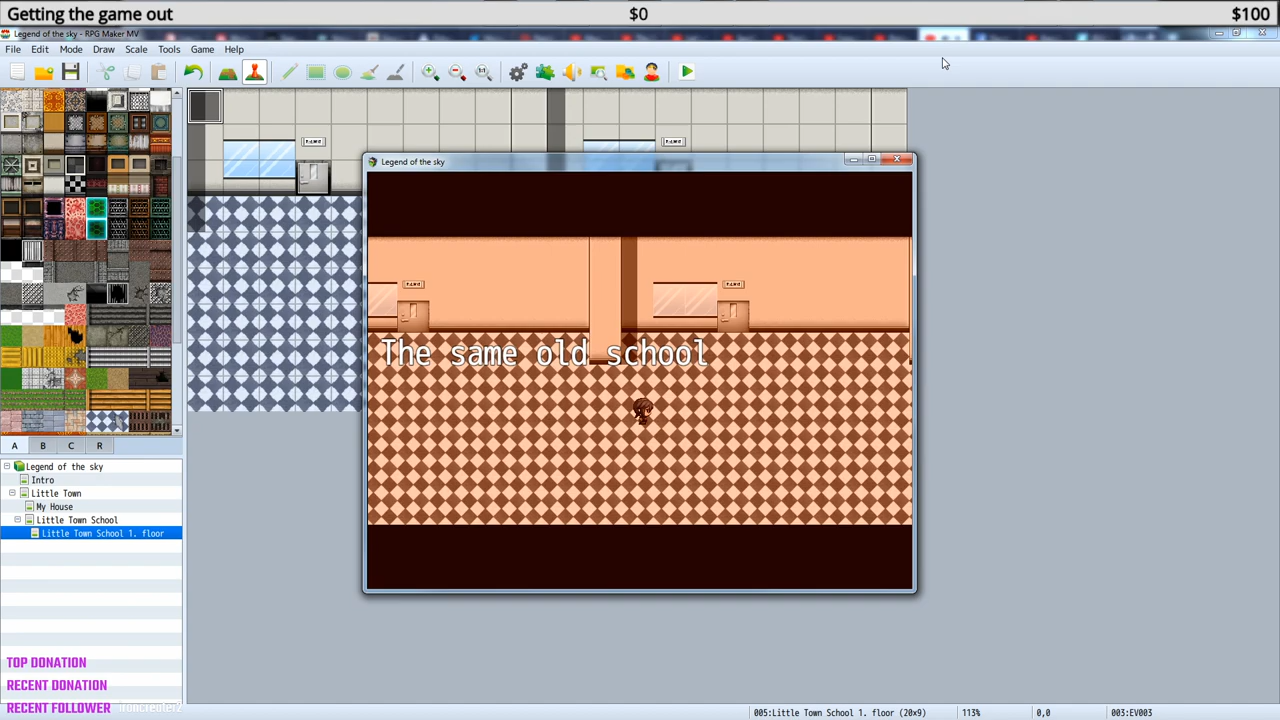 Getting the game out
$0
$100
Legend of the sky - RPG Maker MV
File Edit Mode Draw Scale Tools Game Help
Legend of the sky
The same old school
A B C R
Legend of the sky
Intro
Little Town
My House
Little Town School
Little Town School 1. floor
TOP DONATION
RECENT DONATION
RECENT FOLLOWER
005:Little Town School 1. floor (20x9) 113% 0,0 003:EV003